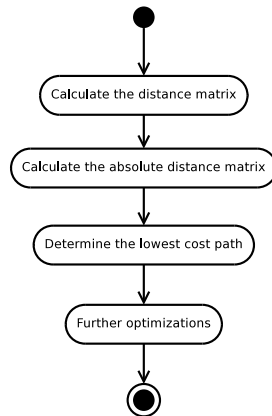 Calculate the distance matrix
Calculate the absolute distance matrix
Determine the lowest cost path
Further optimizations